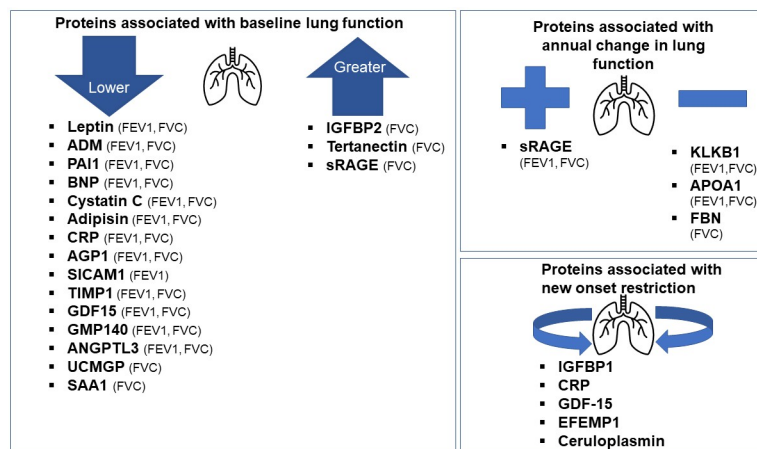 Proteins associated with baseline lung function
Lower
Greater
▪ Leptin (FEV1, FVC)
▪ ADM (FEV1, FVC)
▪ PAI1 (FEV1, FVC)
▪ BNP (FEV1, FVC)
▪ Cystatin C (FEV1, FVC)
▪ Adipisin (FEV1, FVC)
▪ CRP (FEV1, FVC)
▪ AGP1 (FEV1, FVC)
▪ SICAM1 (FEV1)
▪ TIMP1 (FEV1, FVC)
▪ GDF15 (FEV1, FVC)
▪ GMP140 (FEV1, FVC)
▪ ANGPTL3 (FEV1, FVC)
▪ UCMGP (FVC)
▪ SAA1 (FVC)
▪ IGFBP2 (FVC)
▪ Tertanectin (FVC)
▪ sRAGE (FVC)
Proteins associated with
annual change in lung
function
▪ sRAGE
(FEV1, FVC)
▪ KLKB1
(FEV1,FVC)
▪ APOA1
(FEV1,FVC)
▪ FBN
(FVC)
Proteins associated with
new onset restriction
▪ IGFBP1
▪ CRP
▪ GDF-15
▪ EFEMP1
▪ Ceruloplasmin